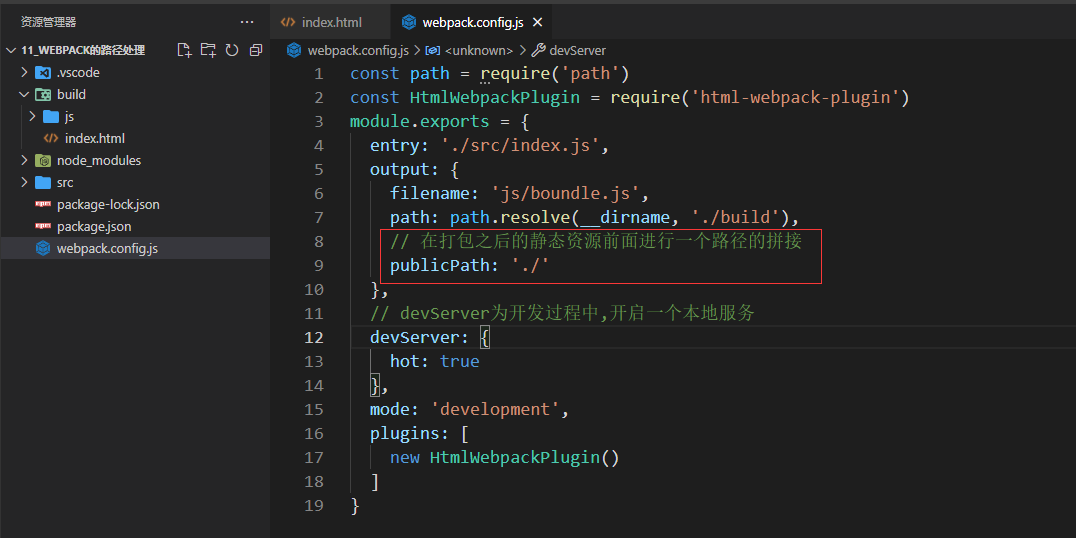 资源管理器 ···
11_WEBPACK的路径处理
.vscode
build
js
index.html
node_modules
src
package-lock.json
package.json
webpack.config.js
index.html webpack.config.js
webpack.config.js > <unknown> > devServer
1 const path = require('path')
2 const HtmlWebpackPlugin = require('html-webpack-plugin')
3 module.exports = {
4 entry: './src/index.js',
5 output: {
6 filename: 'js/boundle.js',
7 path: path.resolve(__dirname, './build'),
8 // 在打包之后的静态资源前面进行一个路径的拼接
9 publicPath: './'
10 },
11 // devServer为开发过程中,开启一个本地服务
12 devServer: {
13 hot: true
14 },
15 mode: 'development',
16 plugins: [
17 new HtmlWebpackPlugin()
18 ]
19 }